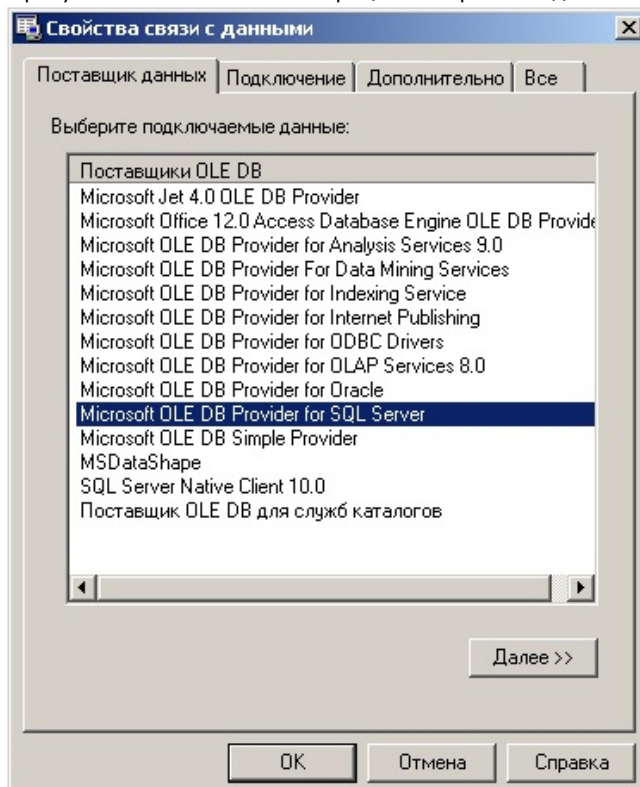 Свойства связи с данными
Поставщик данных Подключение Дополнительно Все
Выберите подключаемые данные:
Поставщики OLE DB
Microsoft Jet 4.0 OLE DB Provider
Microsoft Office 12.0 Access Database Engine OLE DB Provide
Microsoft OLE DB Provider for Analysis Services 9.0
Microsoft OLE DB Provider For Data Mining Services
Microsoft OLE DB Provider for Indexing Service
Microsoft OLE DB Provider for Internet Publishing
Microsoft OLE DB Provider for ODBC Drivers
Microsoft OLE DB Provider for OLAP Services 8.0
Microsoft OLE DB Provider for Oracle
Microsoft OLE DB Provider for SQL Server
Microsoft OLE DB Simple Provider
MSDataShape
SQL Server Native Client 10.0
Поставщик OLE DB для служб каталогов
Далее >>
OK Отмена Справка